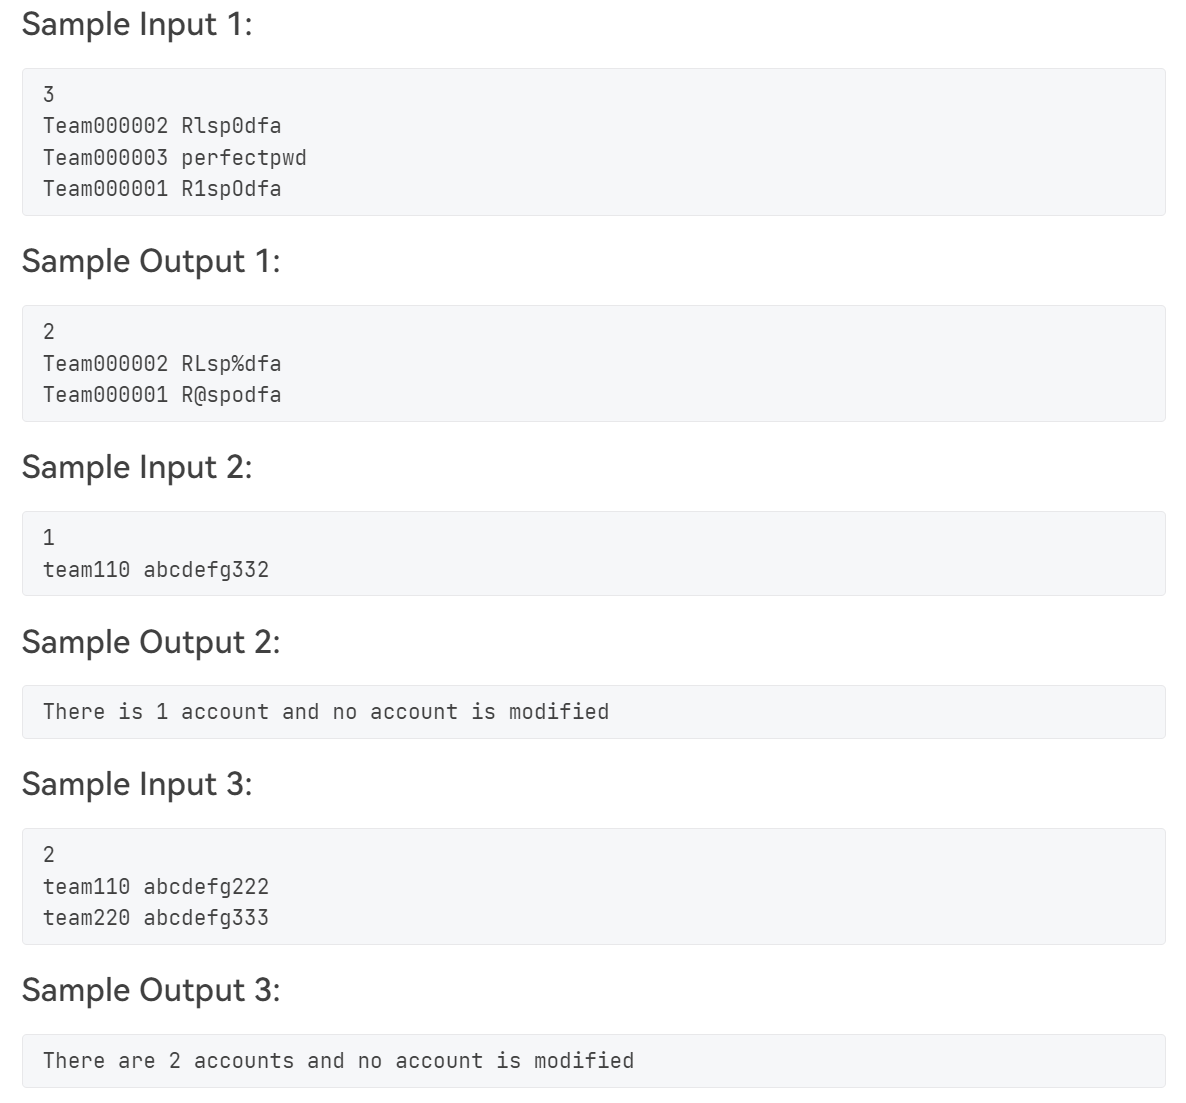 Sample Input 1:
3
Team000002 Rlsp0dfa
Team000003 perfectpwd
Team000001 R1spOdfa
Sample Output 1:
2
Team000002 RLsp%dfa
Team000001 R@spodfa
Sample Input 2:
1
team110 abcdefg332
Sample Output 2:
There is 1 account and no account is modified
Sample Input 3:
2
team110 abcdefg222
team220 abcdefg333
Sample Output 3:
There are 2 accounts and no account is modified